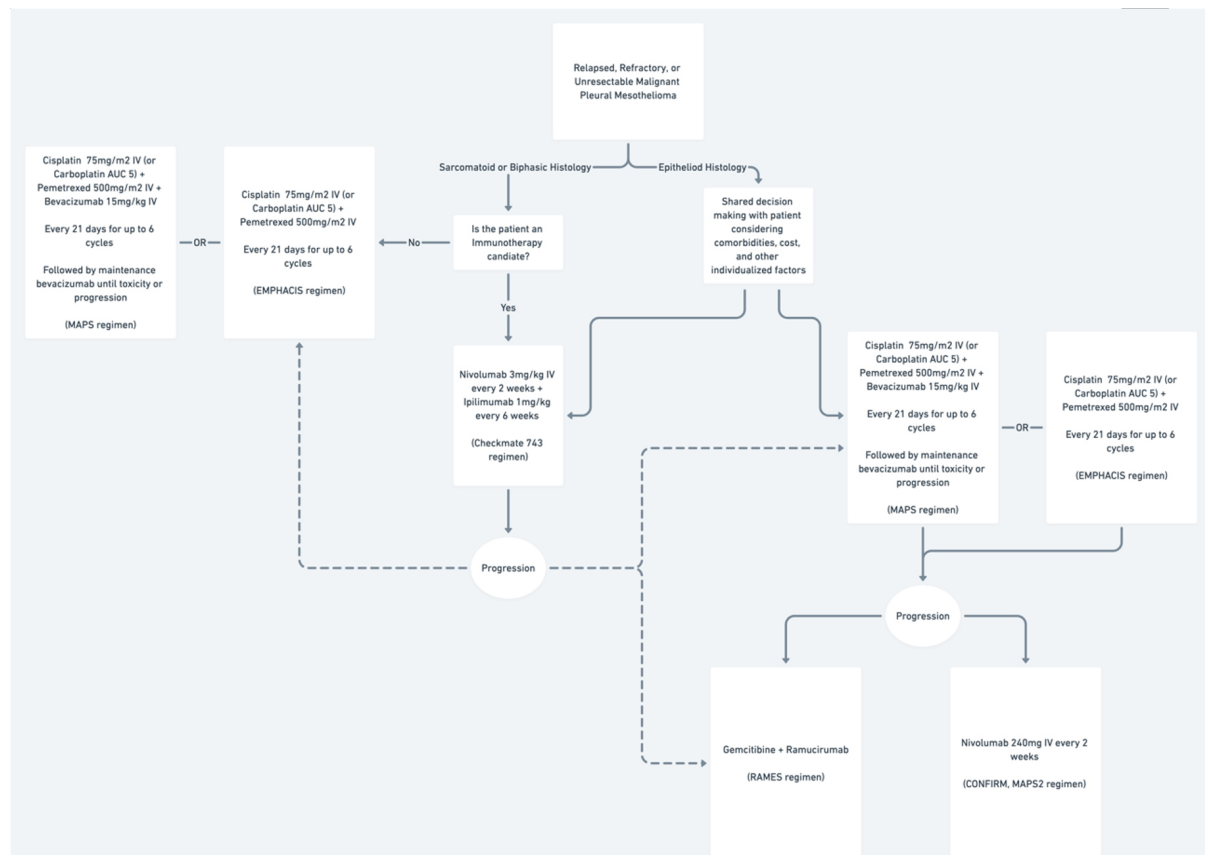 Relapsed, Refractory, or
Unresectable Malignant
Pleural Mesothelioma
Sarcomatoid or Biphasic Histology
Epitheliod Histology
Cisplatin 75mg/m2 IV (or
Carboplatin AUC 5) +
Pemetrexed 500mg/m2 IV +
Bevacizumab 15mg/kg IV
Every 21 days for up to 6
cycles
Followed by maintenance
bevacizumab until toxicity or
progression
(MAPS regimen)
OR
Cisplatin 75mg/m2 IV (or
Carboplatin AUC 5) +
Pemetrexed 500mg/m2 IV
Every 21 days for up to 6
cycles
(EMPHACIS regimen)
No
Is the patient an
Immunotherapy
candiate?
Yes
Shared decision
making with patient
considering
comorbidities, cost,
and other
individualized factors
Nivolumab 3mg/kg IV
every 2 weeks +
Ipilimumab 1mg/kg
every 6 weeks
(Checkmate 743
regimen)
Cisplatin 75mg/m2 IV (or
Carboplatin AUC 5) +
Pemetrexed 500mg/m2 IV +
Bevacizumab 15mg/kg IV
Every 21 days for up to 6
cycles
Followed by maintenance
bevacizumab until toxicity or
progression
(MAPS regimen)
OR
Cisplatin 75mg/m2 IV (or
Carboplatin AUC 5) +
Pemetrexed 500mg/m2 IV
Every 21 days for up to 6
cycles
(EMPHACIS regimen)
Progression
Progression
Gemcitibine + Ramucirumab
(RAMES regimen)
Nivolumab 240mg IV every 2
weeks
(CONFIRM, MAPS2 regimen)